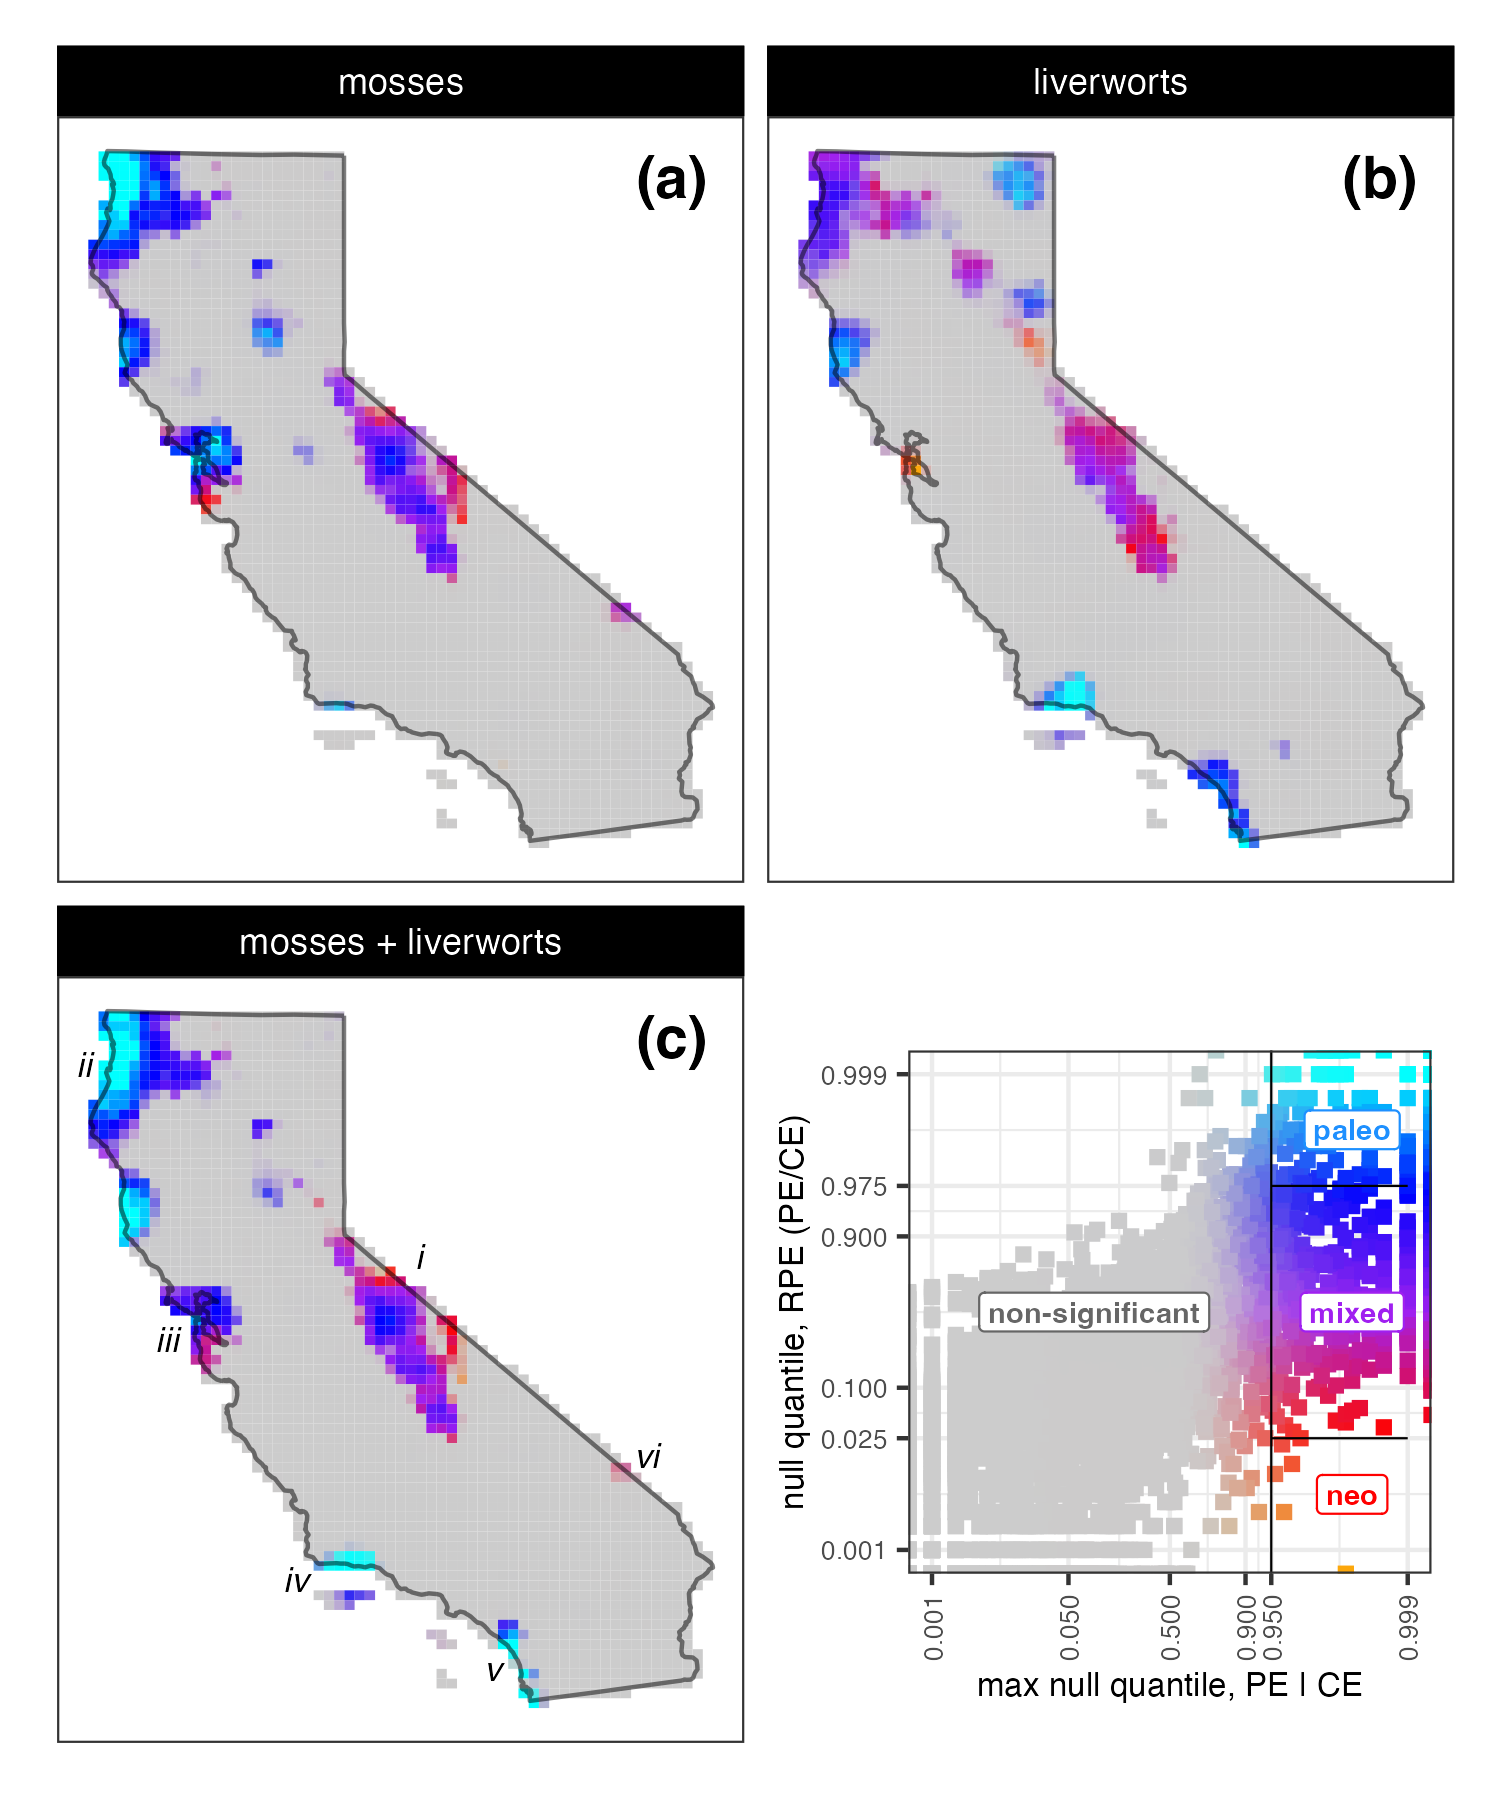 mosses
liverworts
(a)
(b)
mosses + liverworts
(c)
ii
i
iii
vi
iv
v
null quantile, RPE (PE/CE)
0.999
0.975
0.900
0.100
0.025
0.001
paleo
non-significant
mixed
neo
0.001
0.050
0.500
0.900
0.950
0.999
max null quantile, PE | CE